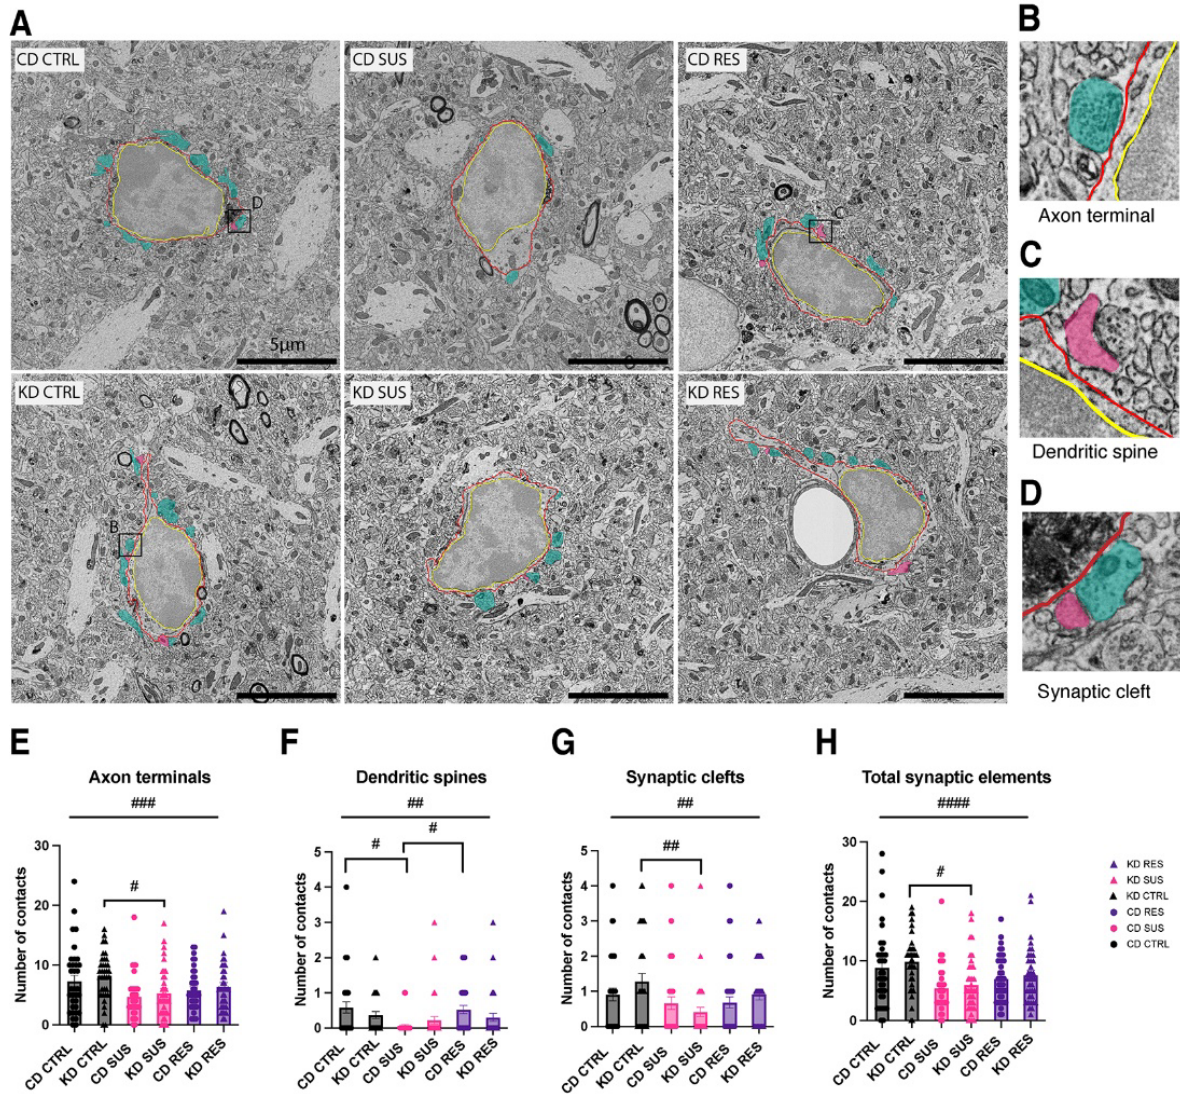 A
B
CD CTRL
CD SUS
CD RES
D
C
5µm
Axon terminal
C
Dendritic spine
KD CTRL
KD SUS
KD RES
B
D
Synaptic cleft
E
F
G
H
Axon terminals
Dendritic spines
Synaptic clefts
Total synaptic elements
###
##
##
####
Number of contacts
30
20
10
0
#
CD CTRL
KD CTRL
CD SUS
KD SUS
CD RES
KD RES
Number of contacts
5
4
3
2
1
0
#
#
CD CTRL
KD CTRL
CD SUS
KD SUS
CD RES
KD RES
Number of contacts
5
4
3
2
1
0
##
CD CTRL
KD CTRL
CD SUS
KD SUS
CD RES
KD RES
Number of contacts
30
20
10
0
#
CD CTRL
KD CTRL
CD SUS
KD SUS
CD RES
KD RES
KD RES
KD SUS
KD CTRL
CD RES
CD SUS
CD CTRL